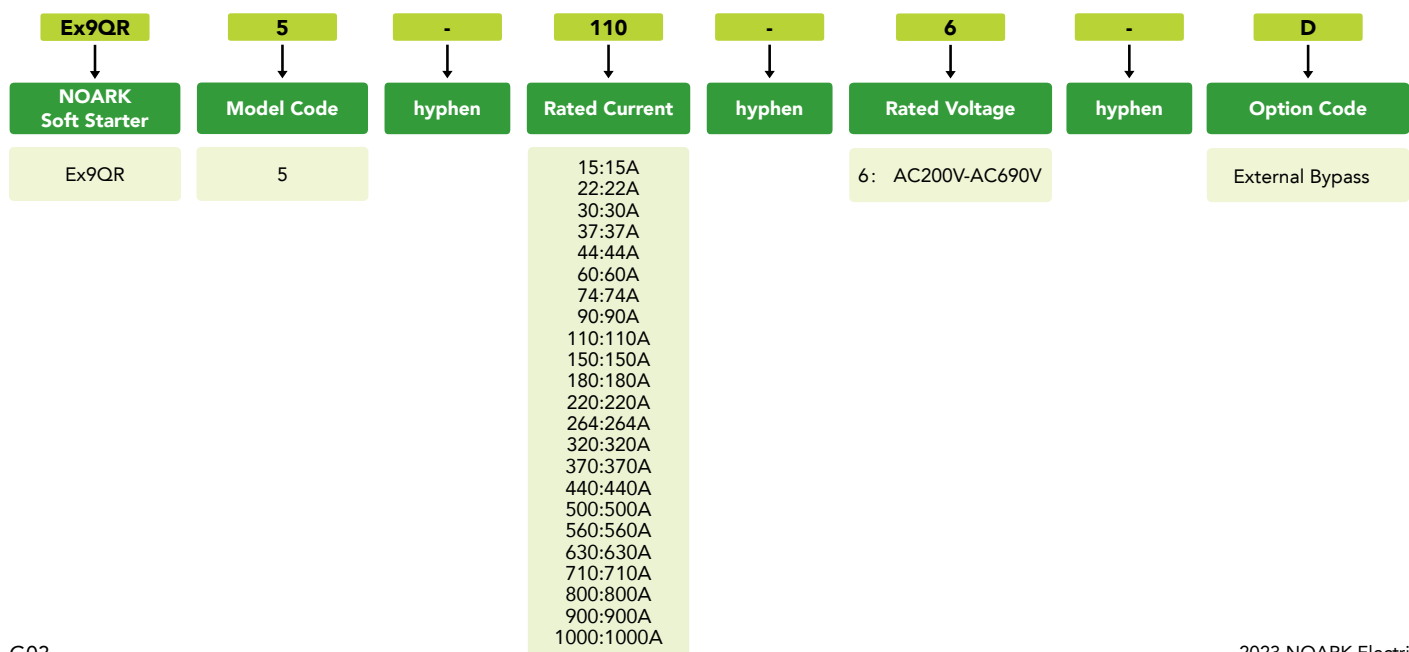 Ex9QR 5 - 110 - 6 - D
NOARK
Soft Starter
Model Code
hyphen
Rated Current
hyphen
Rated Voltage
hyphen
Option Code
Ex9QR
5
15:15A
22:22A
30:30A
37:37A
44:44A
60:60A
74:74A
90:90A
110:110A
150:150A
180:180A
220:220A
264:264A
320:320A
370:370A
440:440A
500:500A
560:560A
630:630A
710:710A
800:800A
900:900A
1000:1000A
6: AC200V-AC690V
External Bypass
2023 NOARK Electri